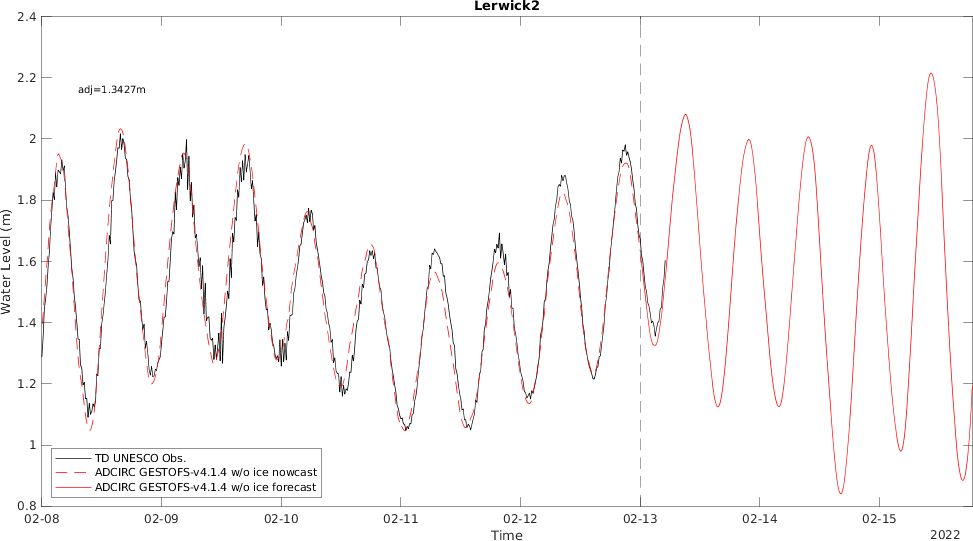 Lerwick2
2.4
2.2
2
1.8
1.6
1.4
1.2
1
0.8
Water Level (m)
adj=1.3427m
TD UNESCO Obs.
ADCIRC GESTOFS-v4.1.4 w/o ice nowcast
ADCIRC GESTOFS-v4.1.4 w/o ice forecast
02-08 02-09 02-10 02-11 02-12 02-13 02-14 02-15
Time
2022